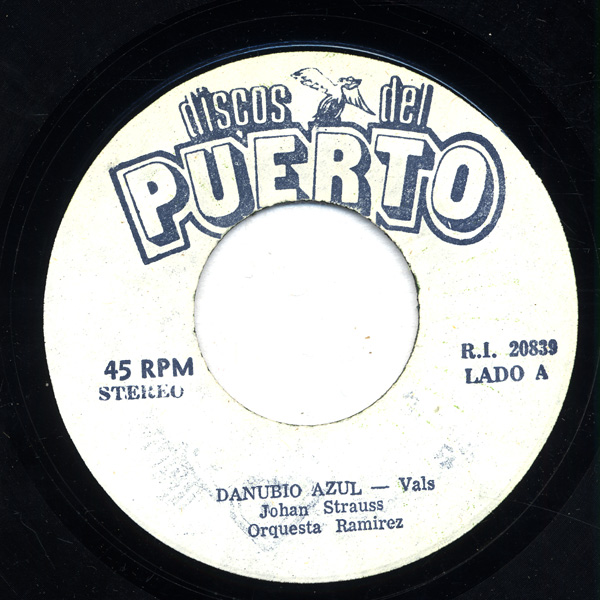 discos del
PUERTO
45 RPM
STEREO
R.I. 20839
LADO A
DANUBIO AZUL — Vals
Johan Strauss
Orquesta Ramirez